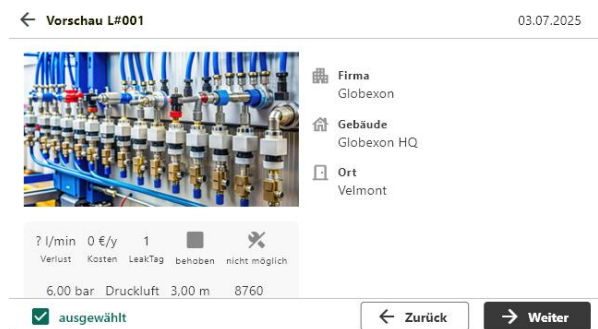 Vorschau L#001
03.07.2025
Firma
Globexon
Gebäude
Globexon HQ
Ort
Velmont
? l/min 0 €/y 1
Verlust Kosten LeakTag behoben nicht möglich
6,00 bar Druckluft 3,00 m 8760
ausgewählt
Zurück
Weiter